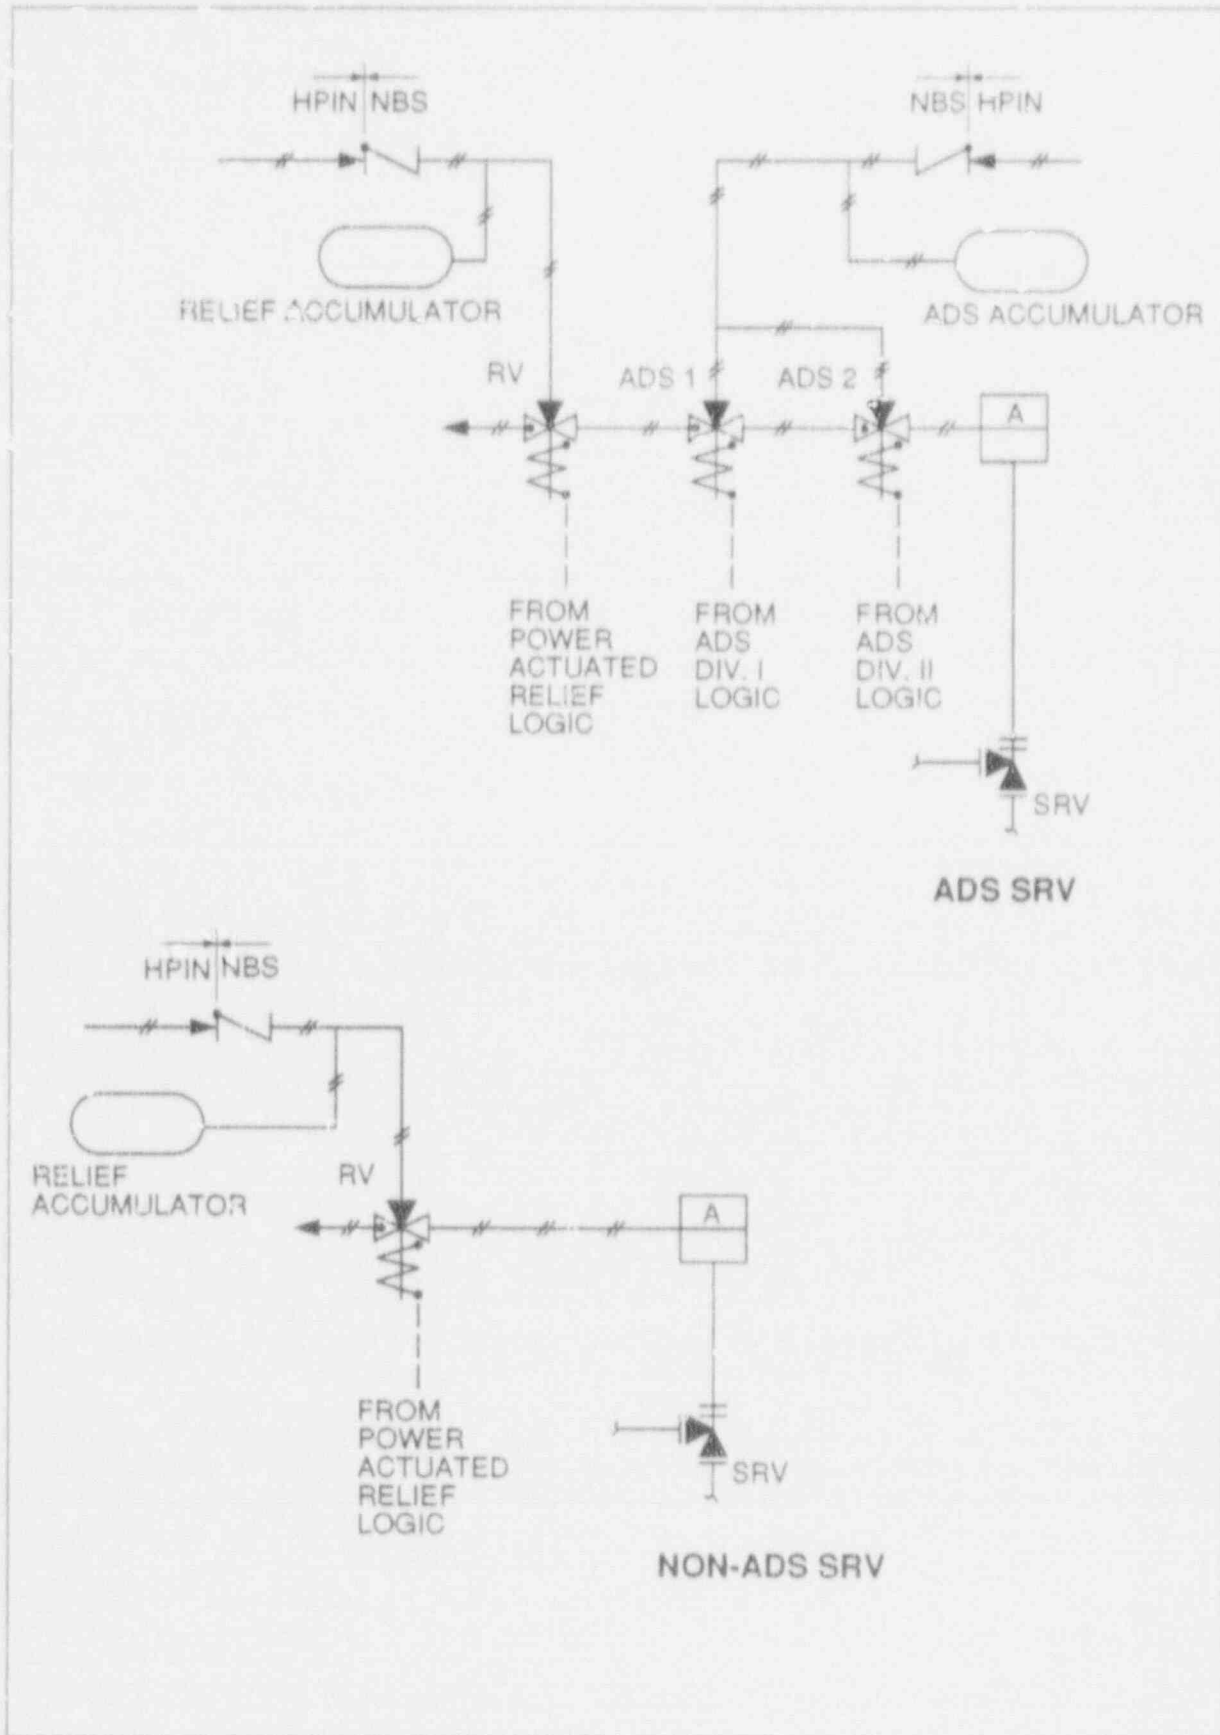 HPIN NBS
NBS HPIN
RELIEF ACCUMULATOR
ADS ACCUMULATOR
RV
ADS 1
ADS 2
A
FROM
POWER
ACTUATED
RELIEF
LOGIC
FROM
ADS
DIV. I
LOGIC
FROM
ADS
DIV. II
LOGIC
SRV
ADS SRV
HPIN NBS
RELIEF
ACCUMULATOR
RV
A
FROM
POWER
ACTUATED
RELIEF
LOGIC
SRV
NON-ADS SRV